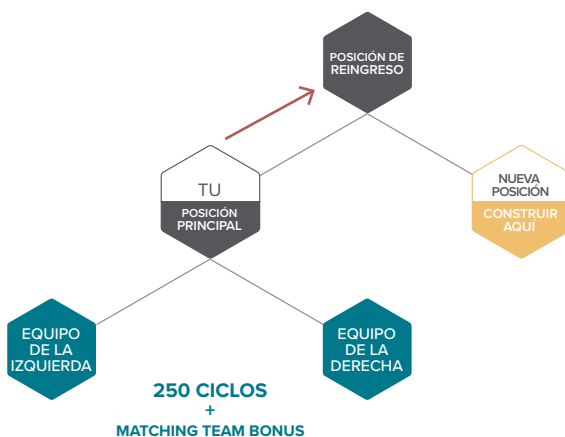 POSICIÓN DE
REINGRESO
TU
POSICIÓN
PRINCIPAL
NUEVA
POSICIÓN
CONSTRUIR
AQUÍ
EQUIPO
DE LA
IZQUIERDA
EQUIPO
DE LA
DERECHA
250 CICLOS
+
MATCHING TEAM BONUS